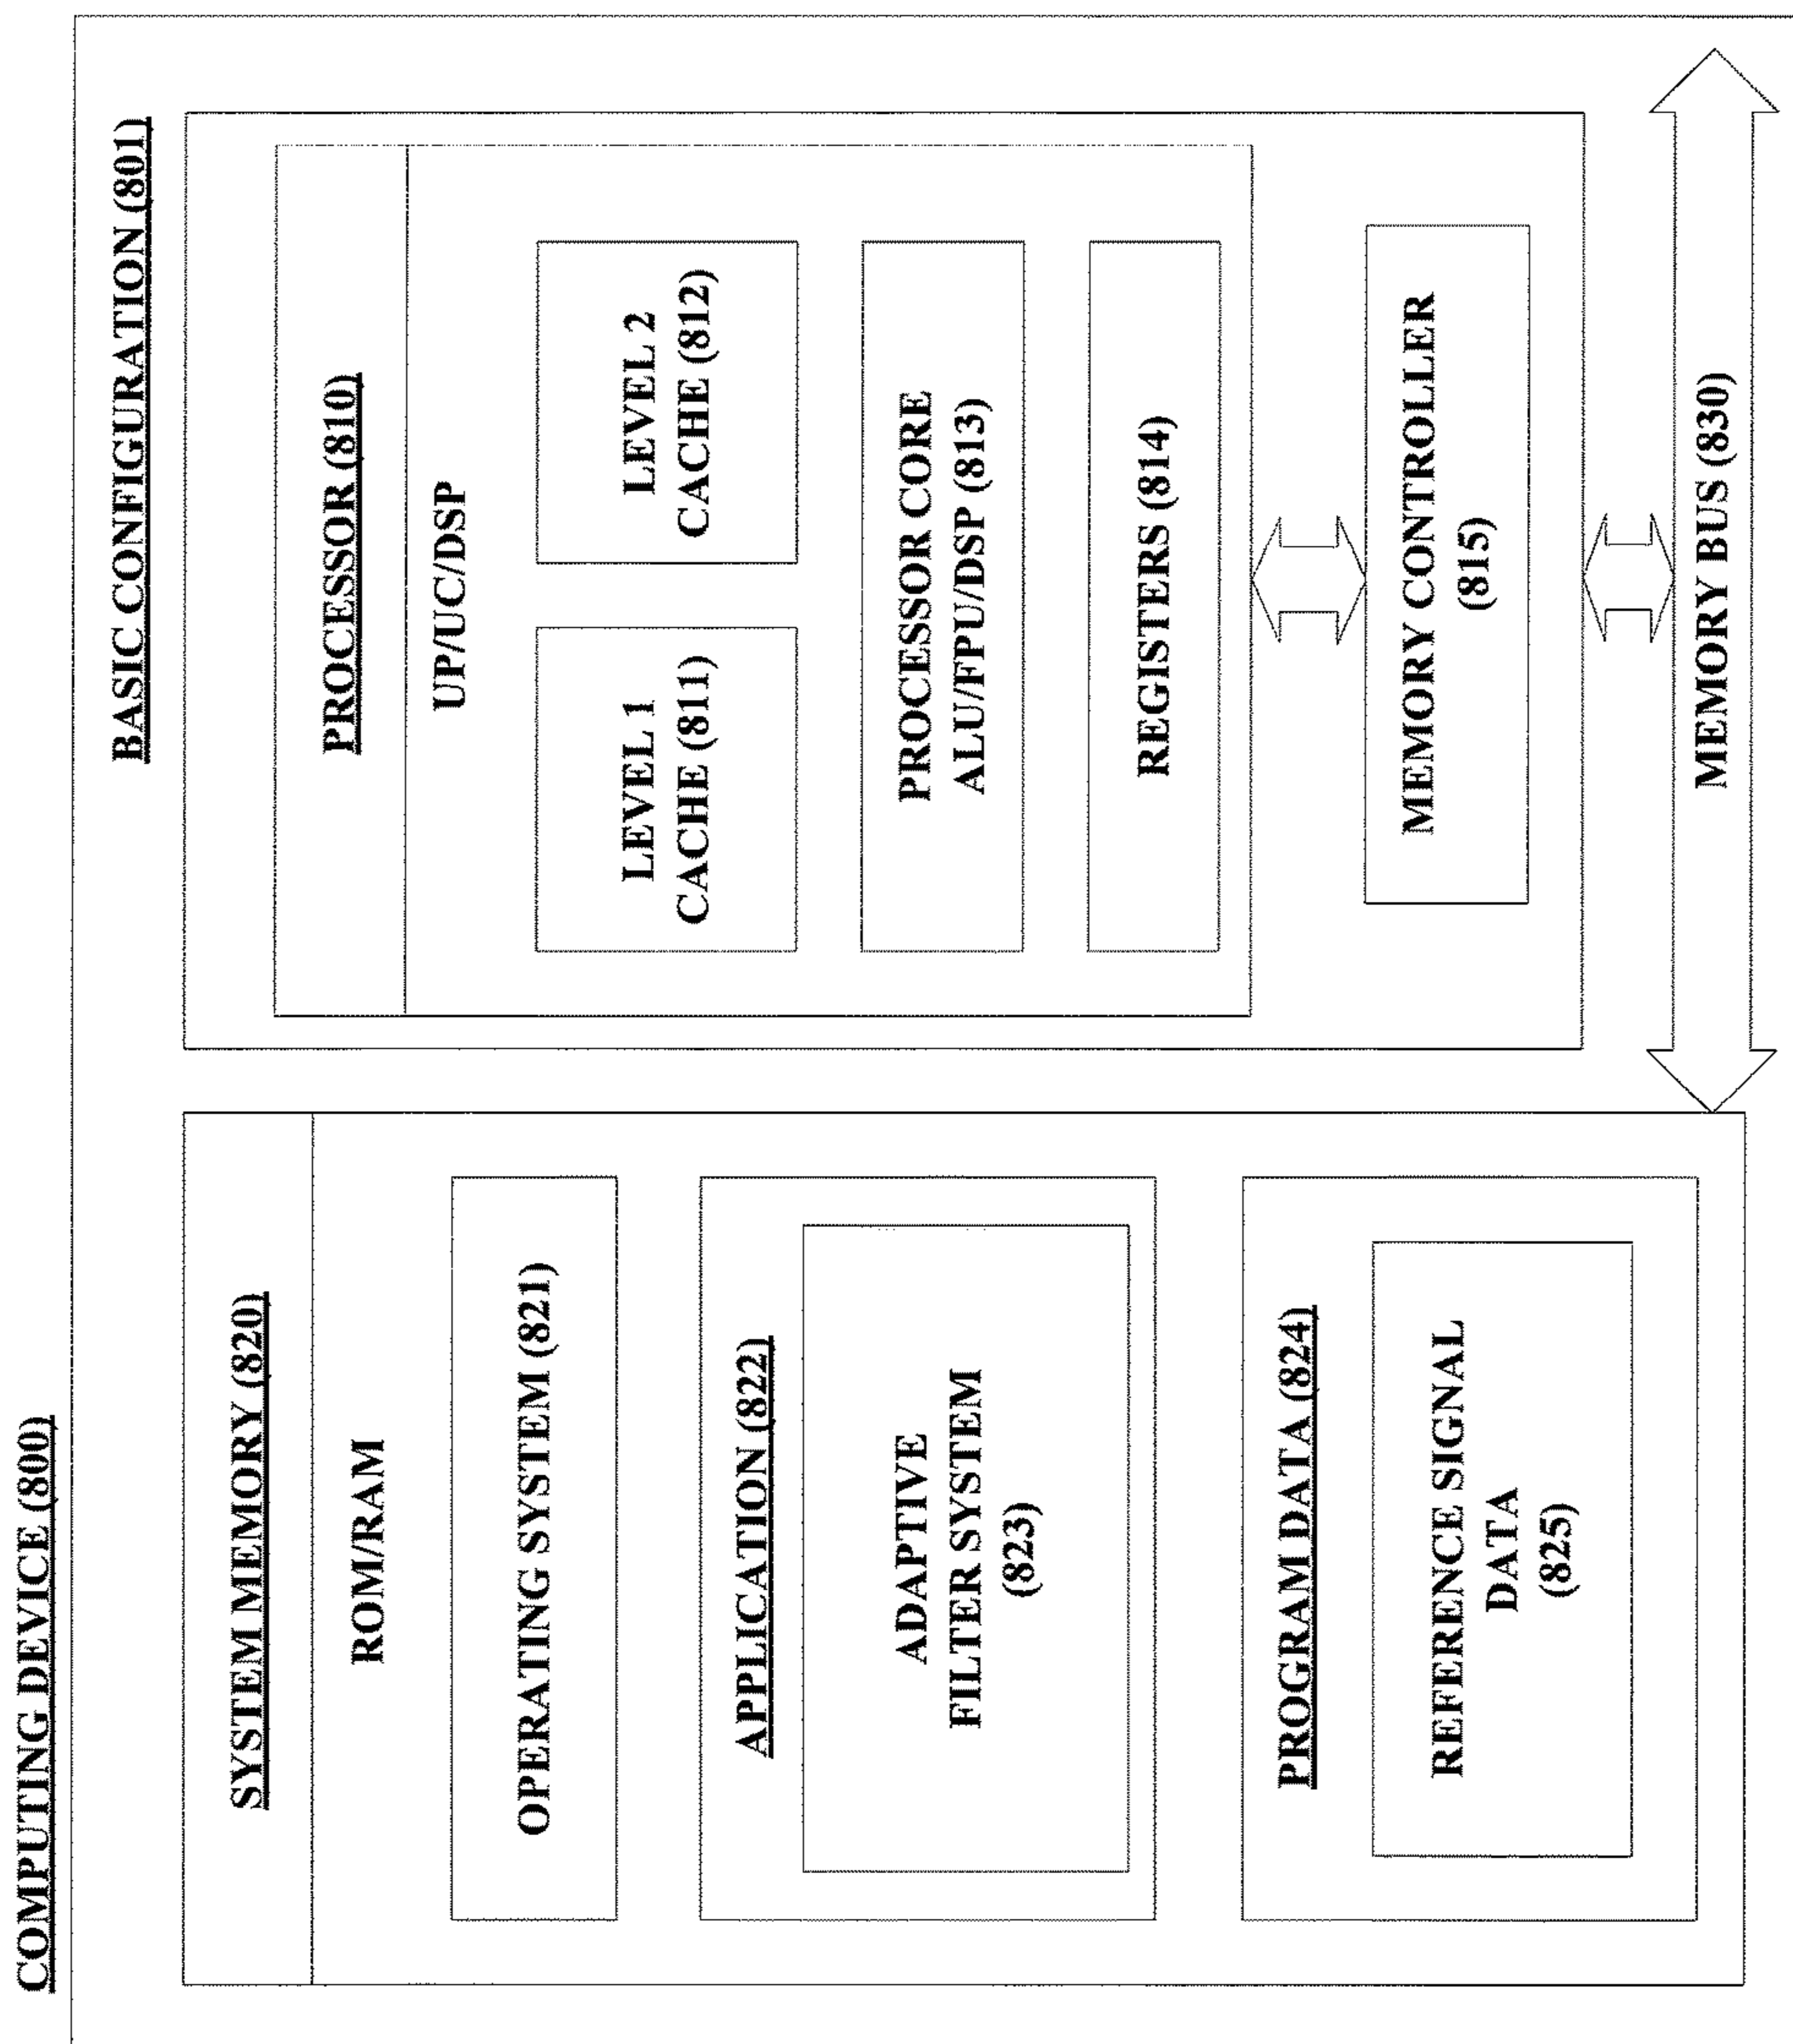 COMPUTING DEVICE (800)
SYSTEM MEMORY (820)
ROM/RAM
OPERATING SYSTEM (821)
APPLICATION (822)
ADAPTIVE
FILTER SYSTEM
(823)
PROGRAM DATA (824)
REFERENCE SIGNAL
DATA
(825)
BASIC CONFIGURATION (801)
PROCESSOR (810)
UP/UC/DSP
LEVEL 1
CACHE (811)
LEVEL 2
CACHE (812)
PROCESSOR CORE
ALU/FPU/DSP (813)
REGISTERS (814)
MEMORY CONTROLLER
(815)
MEMORY BUS (830)